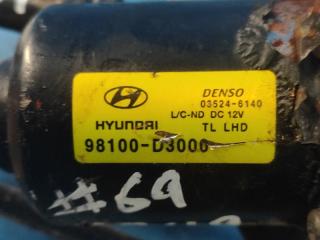 DENSO
03524-6140
L/C-ND DC 12V
HYUNDAI TL LHD
98100-D3000
#69